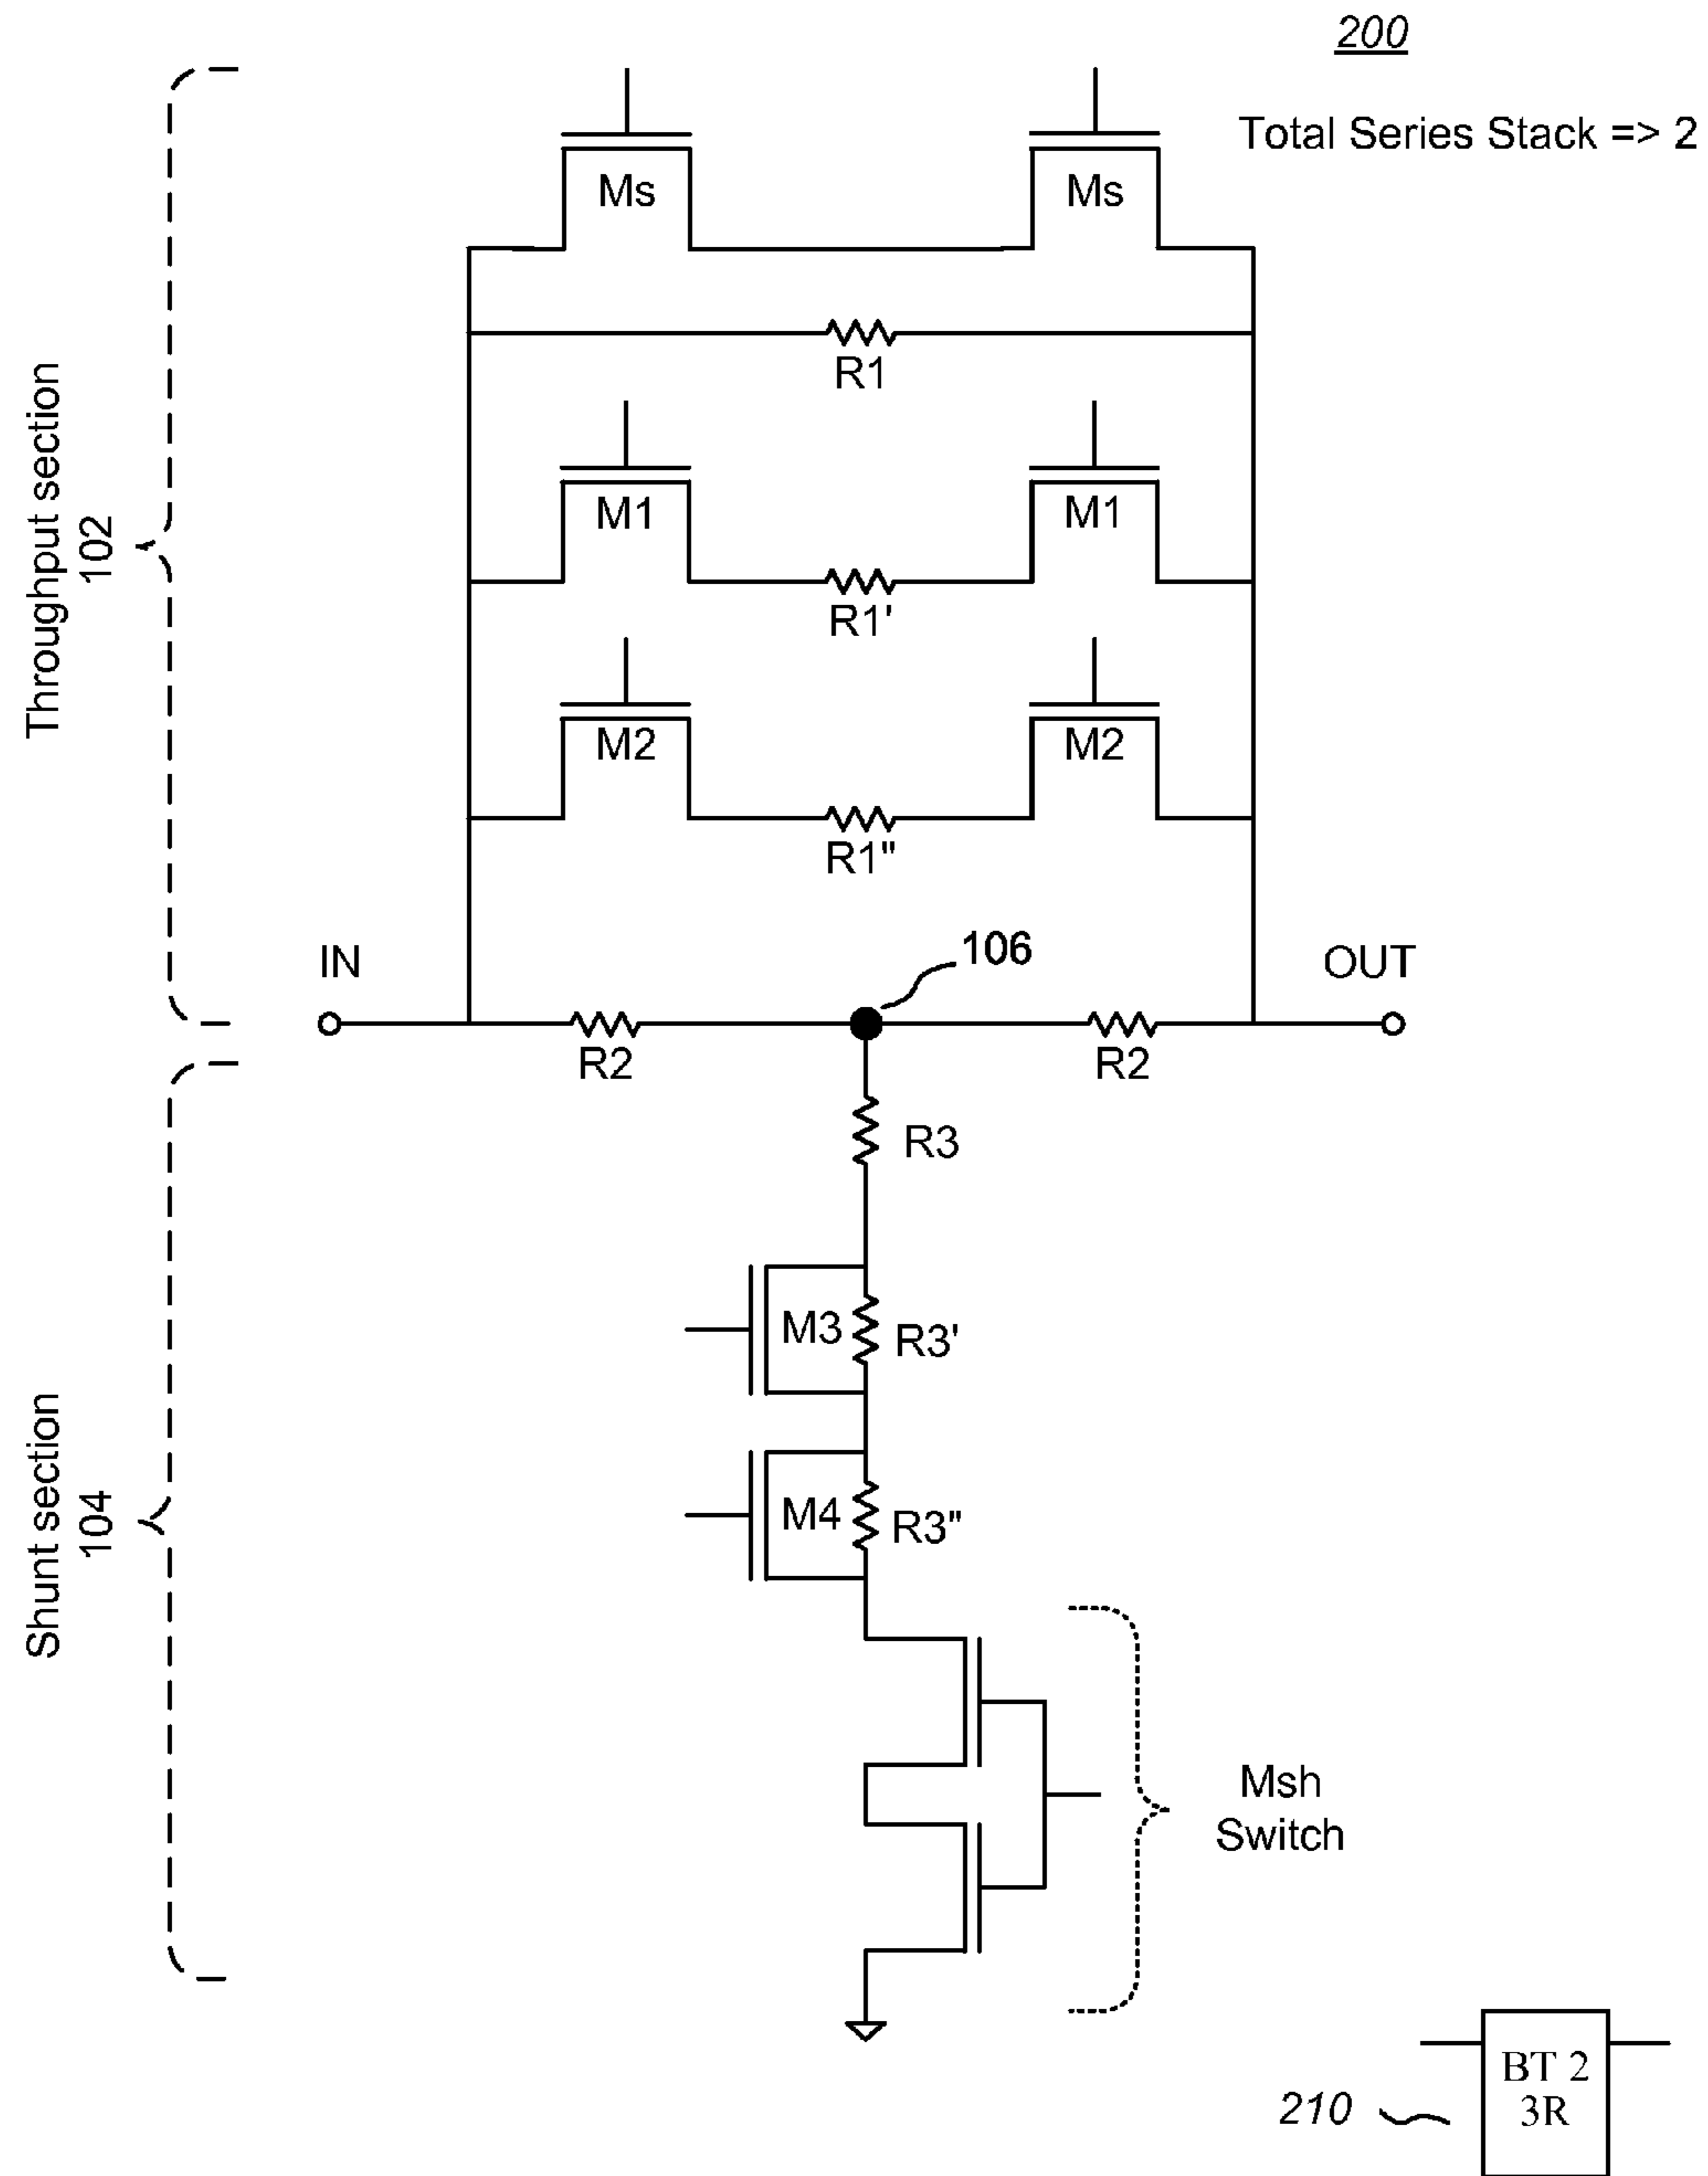 200
Total Series Stack => 2
Ms
Ms
R1
Throughput section
102
M1
M1
R1'
M2
M2
R1"
106
IN
OUT
R2
R2
R3
M3
R3'
Shunt section
104
M4
R3"
Msh
Switch
BT 2
3R
210